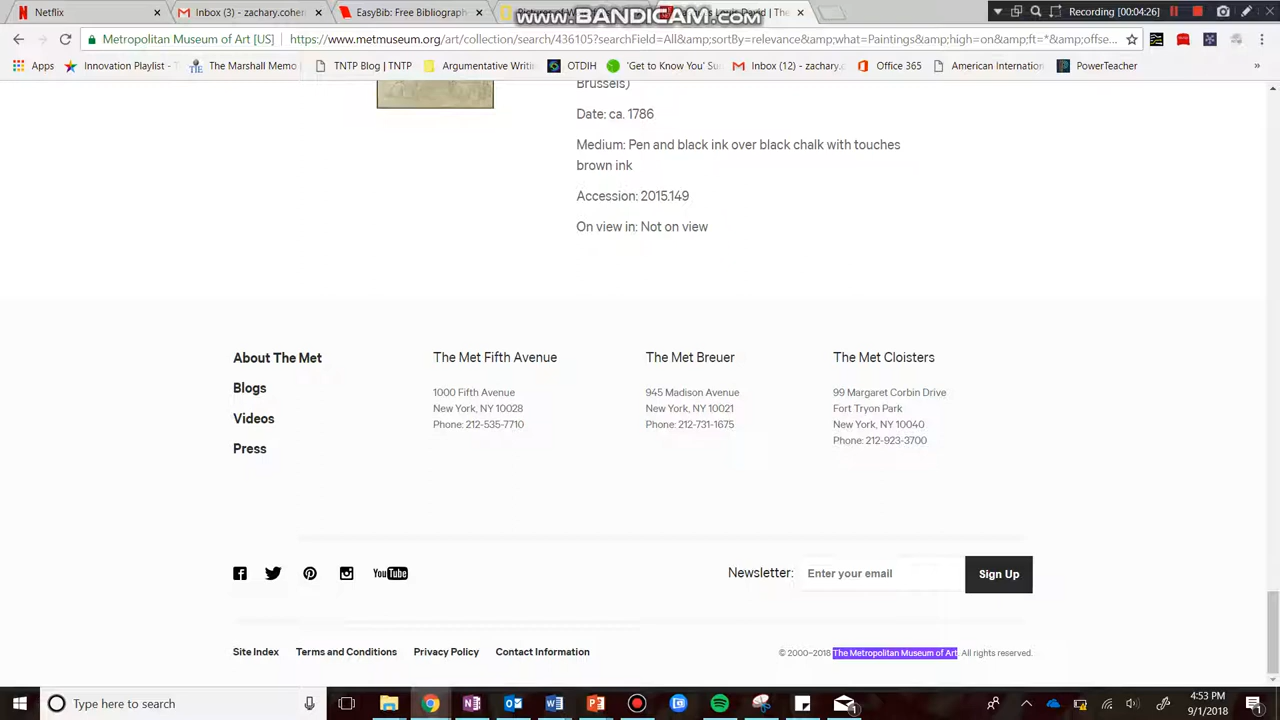 Netflix
Inbox (3) - zachary.cohen
EasyBib: Free Bibliograph
www.BANDICAM.com
Recording [00:04:26]
Metropolitan Museum of Art [US]
https://www.metmuseum.org/art/collection/search/436105?searchField=All&amp;sortBy=relevance&amp;what=Paintings&amp;high=on&amp;ft=*&amp;offse...
Apps
Innovation Playlist -
The Marshall Memo
TNTP Blog | TNTP
Argumentative Writin
OTDIH
'Get to Know You' Su
Inbox (12) - zachary.c
Office 365
American Internation
PowerTeacher
Brussels)
Date: ca. 1786
Medium: Pen and black ink over black chalk with touches
brown ink
Accession: 2015.149
On view in: Not on view
About The Met
Blogs
Videos
Press
The Met Fifth Avenue
1000 Fifth Avenue
New York, NY 10028
Phone: 212-535-7710
The Met Breuer
945 Madison Avenue
New York, NY 10021
Phone: 212-731-1675
The Met Cloisters
99 Margaret Corbin Drive
Fort Tryon Park
New York, NY 10040
Phone: 212-923-3700
You Tube
Newsletter:
Enter your email
Sign Up
Site Index
Terms and Conditions
Privacy Policy
Contact Information
© 2000–2018 The Metropolitan Museum of Art. All rights reserved.
Type here to search
4:53 PM
9/1/2018